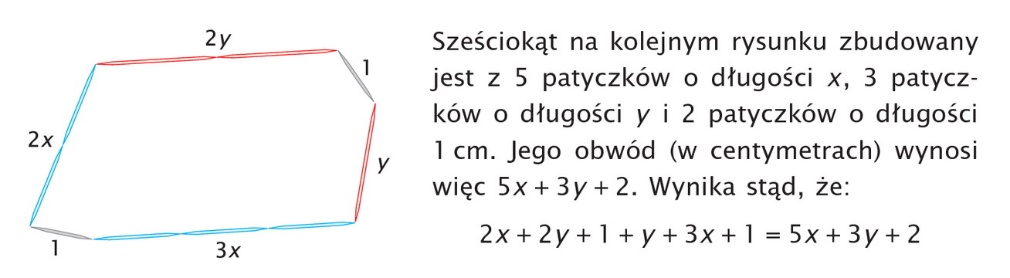 2y
1
2x
y
1
3x
Sześciokąt na kolejnym rysunku zbudowany
jest z 5 patyczków o długości x, 3 patycz-
ków o długości y i 2 patyczków o długości
1 cm. Jego obwód (w centymetrach) wynosi
więc 5x + 3y + 2. Wynika stąd, że:
2x + 2y + 1 + y + 3x + 1 = 5x + 3y + 2